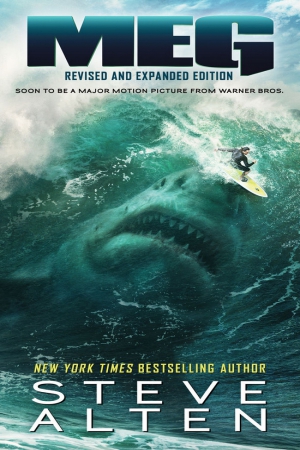 MEG
REVISED AND EXPANDED EDITION
SOON TO BE A MAJOR MOTION PICTURE FROM WARNER BROS.
NEW YORK TIMES BESTSELLING AUTHOR
STEVE
ALTEN